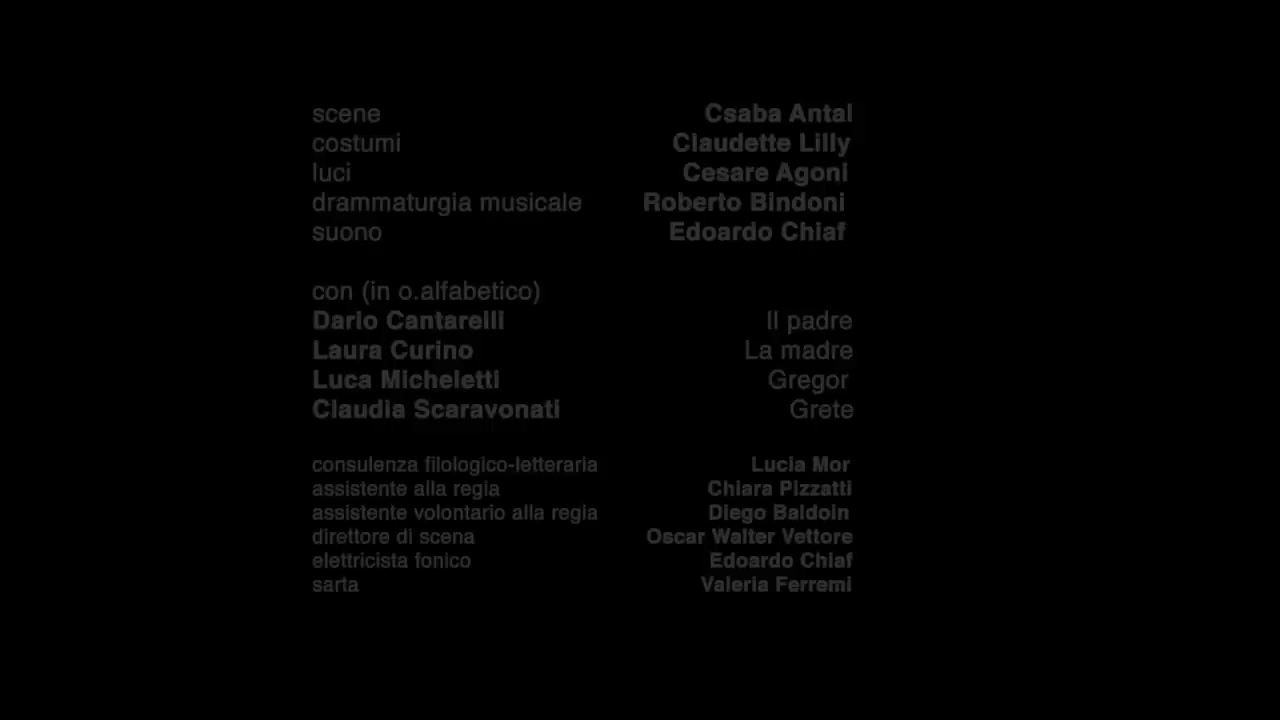 scene Csaba Antal
costumi Claudette Lilly
luci Cesare Agoni
drammaturgia musicale Roberto Bindoni
suono Edoardo Chiaf
con (in o.alfabetico)
Dario Cantarelli Il padre
Laura Curino La madre
Luca Micheletti Gregor
Claudia Scaravonati Grete
consulenza filologico-letteraria Lucia Mor
assistente alla regia Chiara Pizzatti
assistente volontario alla regia Diego Baldoin
direttore di scena Oscar Walter Vettore
elettricista fonico Edoardo Chiaf
sarta Valeria Ferremi